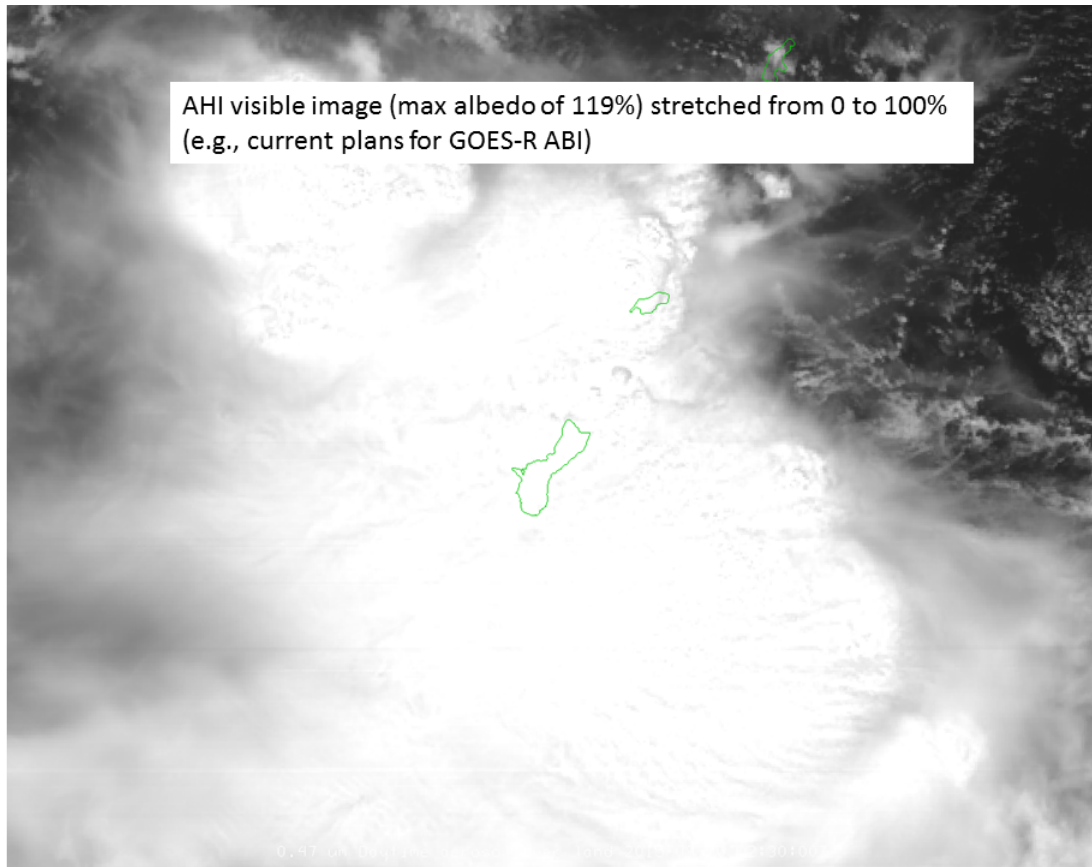 AHI visible image (max albedo of 119%) stretched from 0 to 100%
(e.g., current plans for GOES-R ABI)